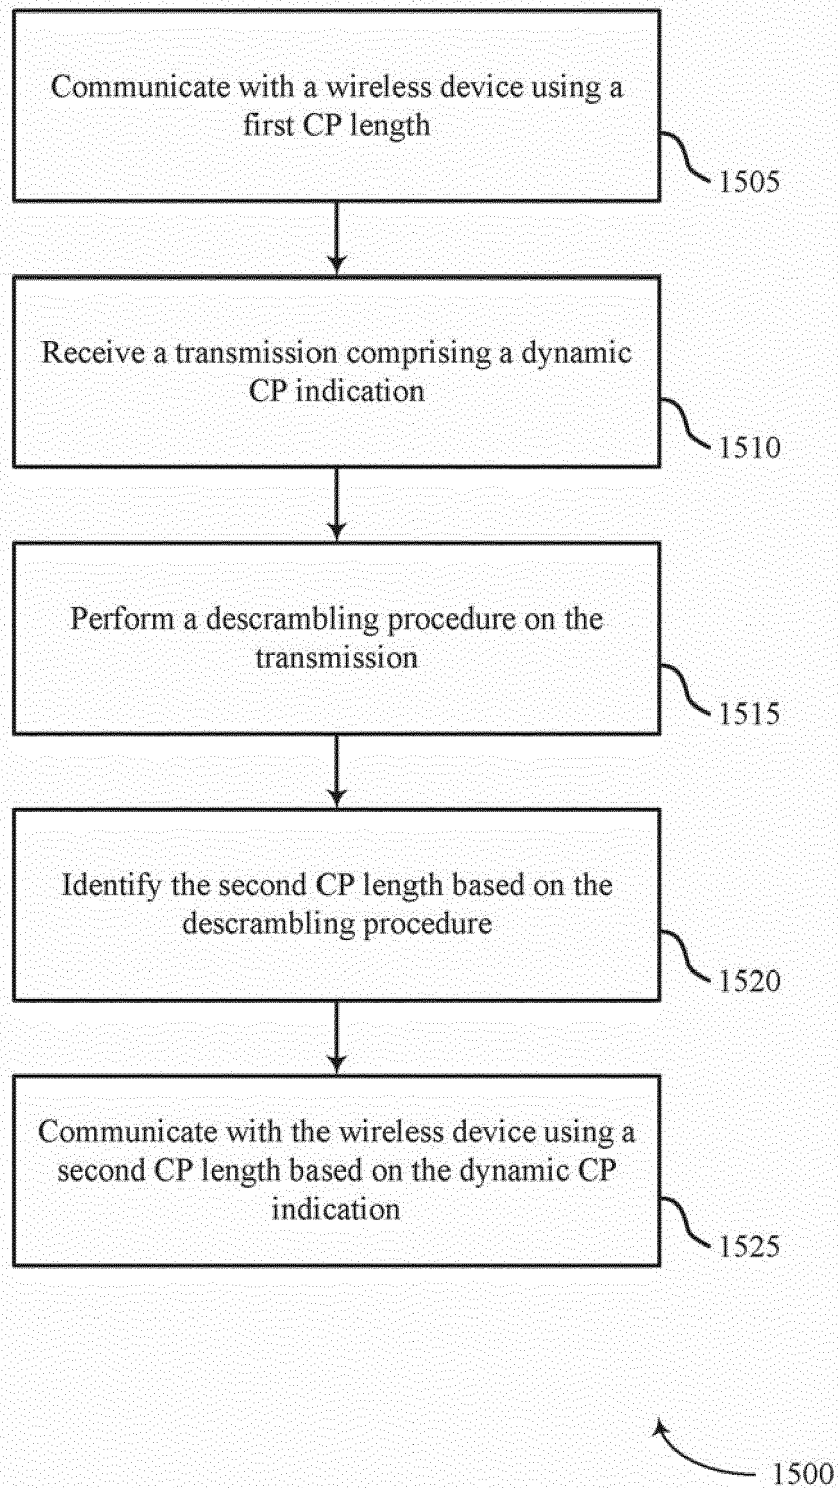 Communicate with a wireless device using a
first CP length
1505
Receive a transmission comprising a dynamic
CP indication
1510
Perform a descrambling procedure on the
transmission
1515
Identify the second CP length based on the
descrambling procedure
1520
Communicate with the wireless device using a
second CP length based on the dynamic CP
indication
1525
1500